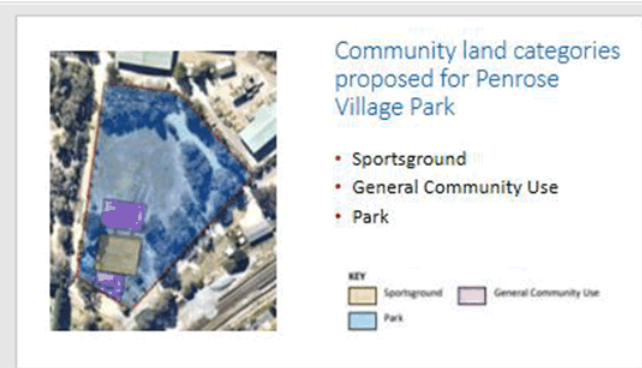 Community land categories
proposed for Penrose
Village Park
• Sportsground
• General Community Use
• Park
KEY
Sportsground
General Community Use
Park